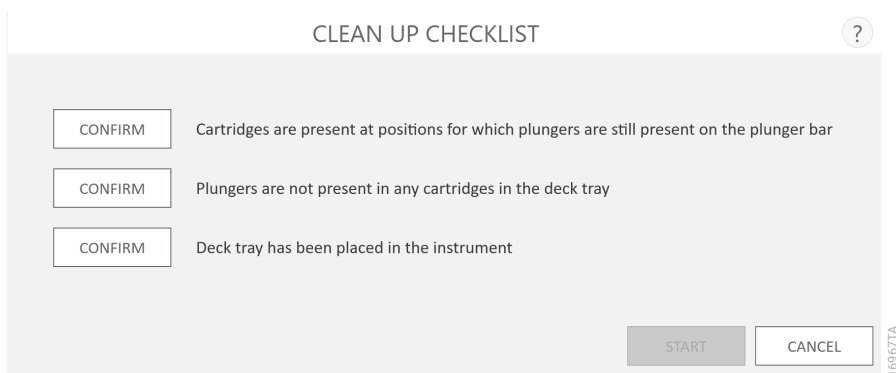 CLEAN UP CHECKLIST
?
CONFIRM Cartridges are present at positions for which plungers are still present on the plunger bar
CONFIRM Plungers are not present in any cartridges in the deck tray
CONFIRM Deck tray has been placed in the instrument
START CANCEL